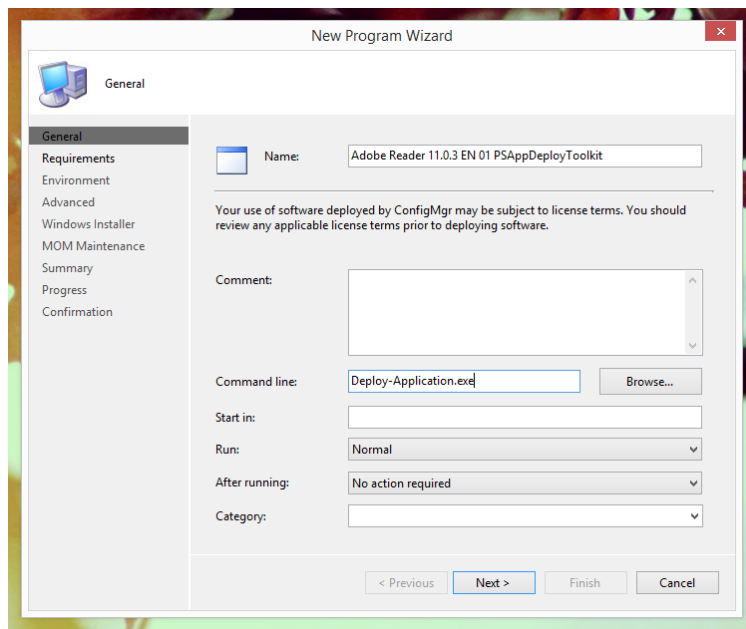 New Program Wizard
General
General
Requirements
Environment
Advanced
Windows Installer
MOM Maintenance
Summary
Progress
Confirmation
Name:
Adobe Reader 11.0.3 EN 01 PSAppDeployToolkit
Your use of software deployed by ConfigMgr may be subject to license terms. You should
review any applicable license terms prior to deploying software.
Comment:
Command line:
Deploy-Application.exe
Browse...
Start in:
Run:
Normal
After running:
No action required
Category:
< Previous
Next >
Finish
Cancel